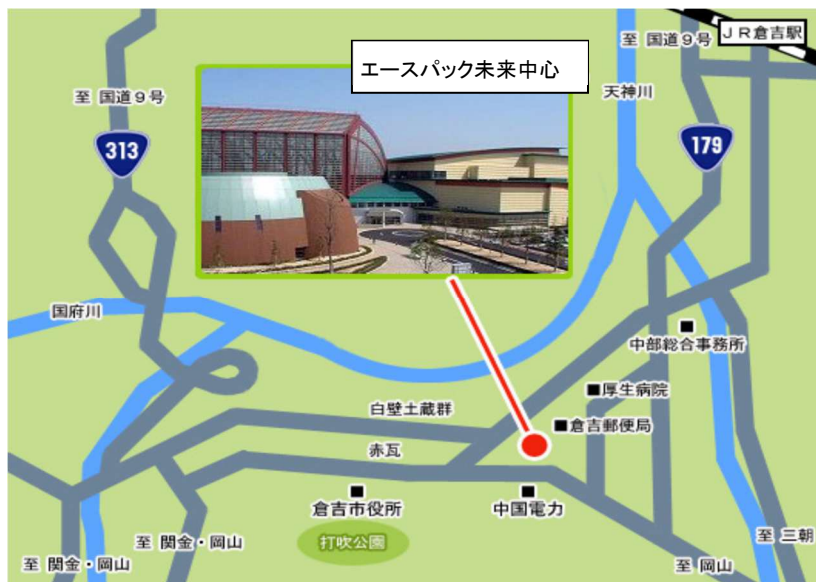 JR倉吉駅
至 国道9号
エースパック未来中心
天神川
至 国道9号
313
179
国府川
中部総合事務所
厚生病院
白壁土蔵群
倉吉郵便局
赤瓦
倉吉市役所
中国電力
打吹公園
至 三朝
至 関金・岡山
至 関金・岡山
至 岡山